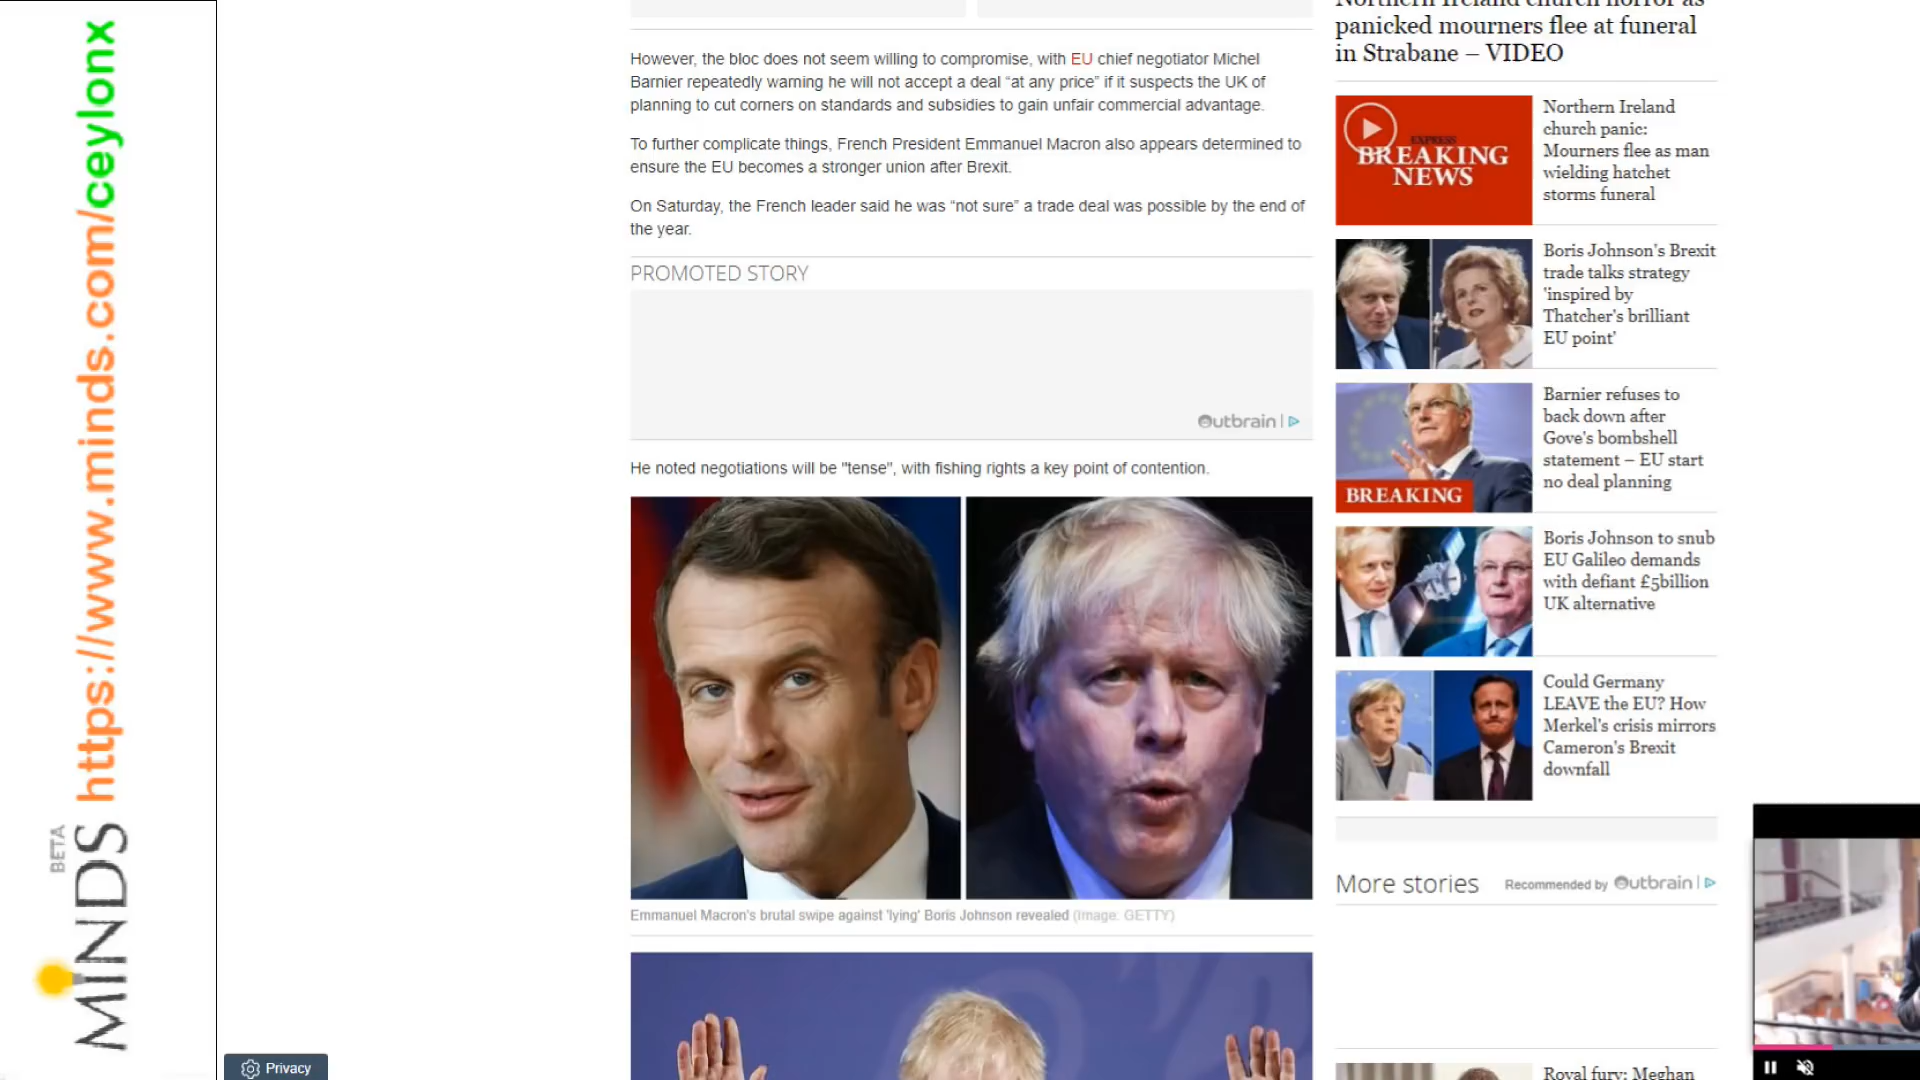 MINDS BETA https://www.minds.com/ceylonx
However, the bloc does not seem willing to compromise, with EU chief negotiator Michel
Barnier repeatedly warning he will not accept a deal “at any price” if it suspects the UK of
planning to cut corners on standards and subsidies to gain unfair commercial advantage.
To further complicate things, French President Emmanuel Macron also appears determined to
ensure the EU becomes a stronger union after Brexit.
On Saturday, the French leader said he was “not sure” a trade deal was possible by the end of
the year.
PROMOTED STORY
Outbrain
He noted negotiations will be "tense", with fishing rights a key point of contention.
Emmanuel Macron's brutal swipe against 'lying' Boris Johnson revealed (Image: GETTY)
Northern Ireland church horror as
panicked mourners flee at funeral
in Strabane – VIDEO
EXPRESS
BREAKING
NEWS
Northern Ireland
church panic:
Mourners flee as man
wielding hatchet
storms funeral
Boris Johnson's Brexit
trade talks strategy
'inspired by
Thatcher's brilliant
EU point'
BREAKING
Barnier refuses to
back down after
Gove's bombshell
statement – EU start
no deal planning
Boris Johnson to snub
EU Galileo demands
with defiant £5billion
UK alternative
Could Germany
LEAVE the EU? How
Merkel's crisis mirrors
Cameron's Brexit
downfall
More stories
Recommended by Outbrain
Royal fury: Meghan
Privacy